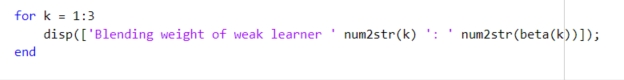 for k = 1:3
    disp(['Blending weight of weak learner ' num2str(k) ': ' num2str(beta(k))]);
end